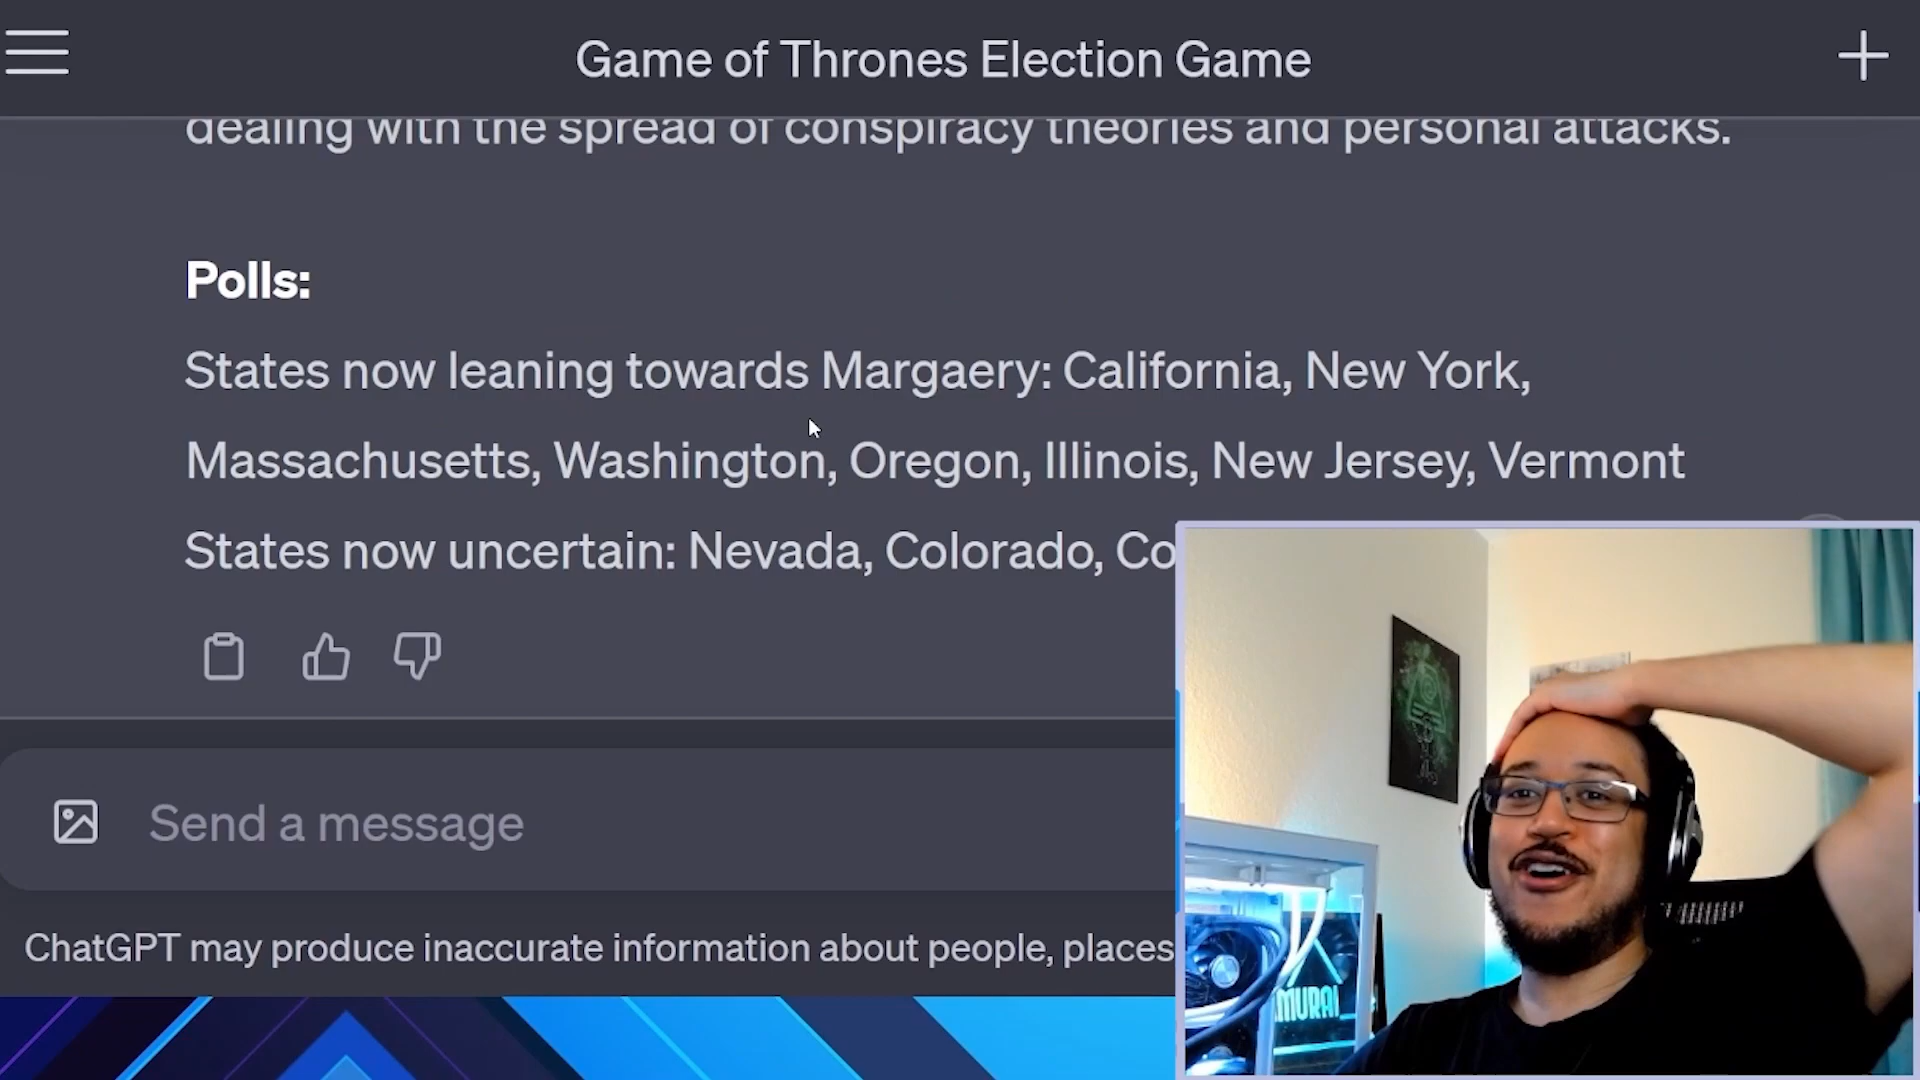 Game of Thrones Election Game
dealing with the spread of conspiracy theories and personal attacks.
Polls:
States now leaning towards Margaery: California, New York,
Massachusetts, Washington, Oregon, Illinois, New Jersey, Vermont
States now uncertain: Nevada, Colorado, Co
Send a message
ChatGPT may produce inaccurate information about people, places
MURAI